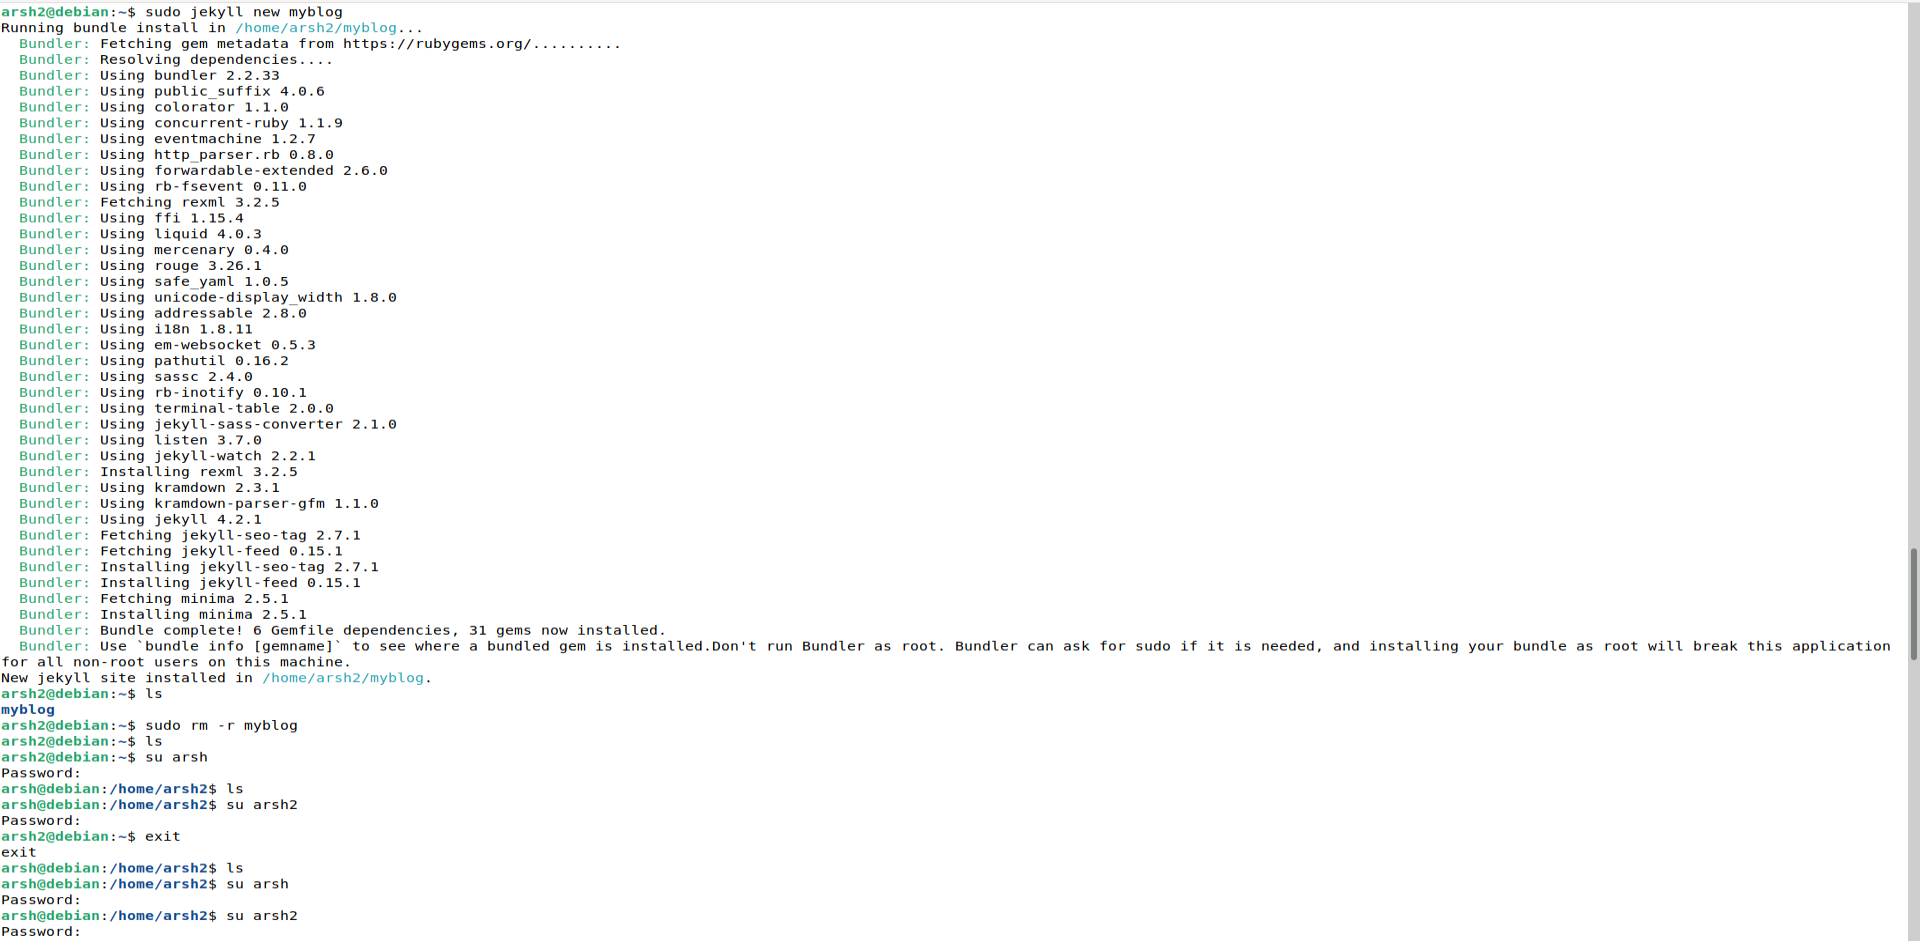 arsh2@debian:~$ sudo jekyll new myblog
Running bundle install in /home/arsh2/myblog...
  Bundler: Fetching gem metadata from https://rubygems.org/..........
  Bundler: Resolving dependencies....
  Bundler: Using bundler 2.2.33
  Bundler: Using public_suffix 4.0.6
  Bundler: Using colorator 1.1.0
  Bundler: Using concurrent-ruby 1.1.9
  Bundler: Using eventmachine 1.2.7
  Bundler: Using http_parser.rb 0.8.0
  Bundler: Using forwardable-extended 2.6.0
  Bundler: Using rb-fsevent 0.11.0
  Bundler: Fetching rexml 3.2.5
  Bundler: Using ffi 1.15.4
  Bundler: Using liquid 4.0.3
  Bundler: Using mercenary 0.4.0
  Bundler: Using rouge 3.26.1
  Bundler: Using safe_yaml 1.0.5
  Bundler: Using unicode-display_width 1.8.0
  Bundler: Using addressable 2.8.0
  Bundler: Using i18n 1.8.11
  Bundler: Using em-websocket 0.5.3
  Bundler: Using pathutil 0.16.2
  Bundler: Using sassc 2.4.0
  Bundler: Using rb-inotify 0.10.1
  Bundler: Using terminal-table 2.0.0
  Bundler: Using jekyll-sass-converter 2.1.0
  Bundler: Using listen 3.7.0
  Bundler: Using jekyll-watch 2.2.1
  Bundler: Installing rexml 3.2.5
  Bundler: Using kramdown 2.3.1
  Bundler: Using kramdown-parser-gfm 1.1.0
  Bundler: Using jekyll 4.2.1
  Bundler: Fetching jekyll-seo-tag 2.7.1
  Bundler: Fetching jekyll-feed 0.15.1
  Bundler: Installing jekyll-seo-tag 2.7.1
  Bundler: Installing jekyll-feed 0.15.1
  Bundler: Fetching minima 2.5.1
  Bundler: Installing minima 2.5.1
  Bundler: Bundle complete! 6 Gemfile dependencies, 31 gems now installed.
  Bundler: Use `bundle info [gemname]` to see where a bundled gem is installed.Don't run Bundler as root. Bundler can ask for sudo if it is needed, and installing your bundle as root will break this application
for all non-root users on this machine.
New jekyll site installed in /home/arsh2/myblog.
arsh2@debian:~$ ls
myblog
arsh2@debian:~$ sudo rm -r myblog
arsh2@debian:~$ ls
arsh2@debian:~$ su arsh
Password:
arsh@debian:/home/arsh2$ ls
arsh@debian:/home/arsh2$ su arsh2
Password:
arsh2@debian:~$ exit
exit
arsh@debian:/home/arsh2$ ls
arsh@debian:/home/arsh2$ su arsh
Password:
arsh@debian:/home/arsh2$ su arsh2
Password: